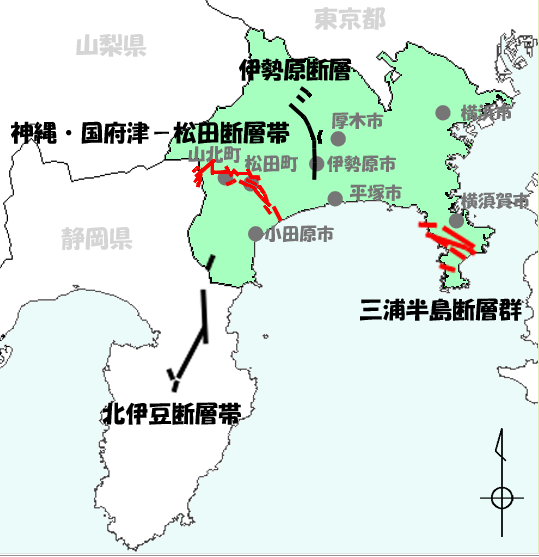 東京都
山梨県
伊勢原断層
横浜市
厚木市
神縄・国府津－松田断層帯
山北町
松田町
伊勢原市
平塚市
横須賀市
静岡県
小田原市
三浦半島断層群
北伊豆断層帯